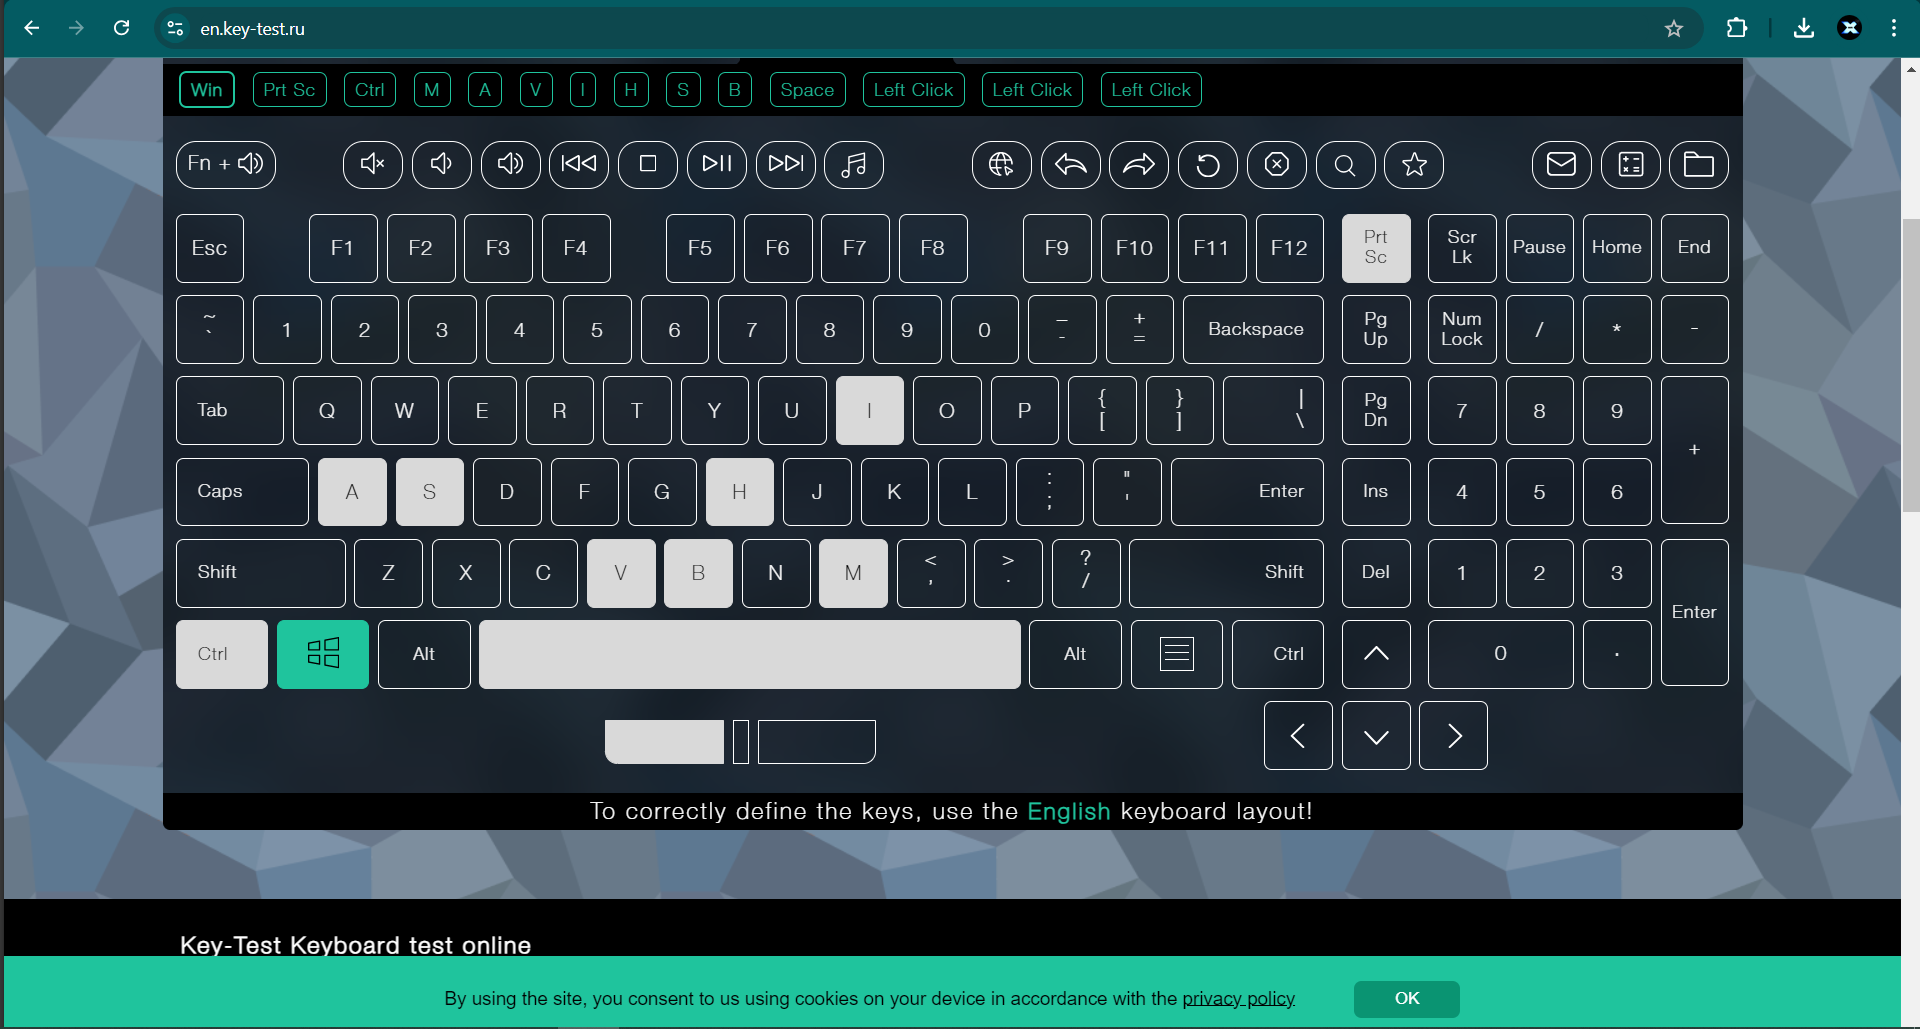 en.key-test.ru
Win Prt Sc Ctrl M A V I H S B Space Left Click Left Click Left Click
Fn +
Esc F1 F2 F3 F4 F5 F6 F7 F8 F9 F10 F11 F12 Prt Sc Scr Lk Pause Home End
~ ` 1 2 3 4 5 6 7 8 9 0 _ - + = Backspace Pg Up Num Lock / * -
Tab Q W E R T Y U I O P { [ } ] | \ Pg Dn 7 8 9 +
Caps A S D F G H J K L : ; " ' Enter Ins 4 5 6
Shift Z X C V B N M < , > . ? / Shift Del 1 2 3 Enter
Ctrl Alt Alt Ctrl 0 .
To correctly define the keys, use the English keyboard layout!
Key-Test Keyboard test online
By using the site, you consent to us using cookies on your device in accordance with the privacy policy OK